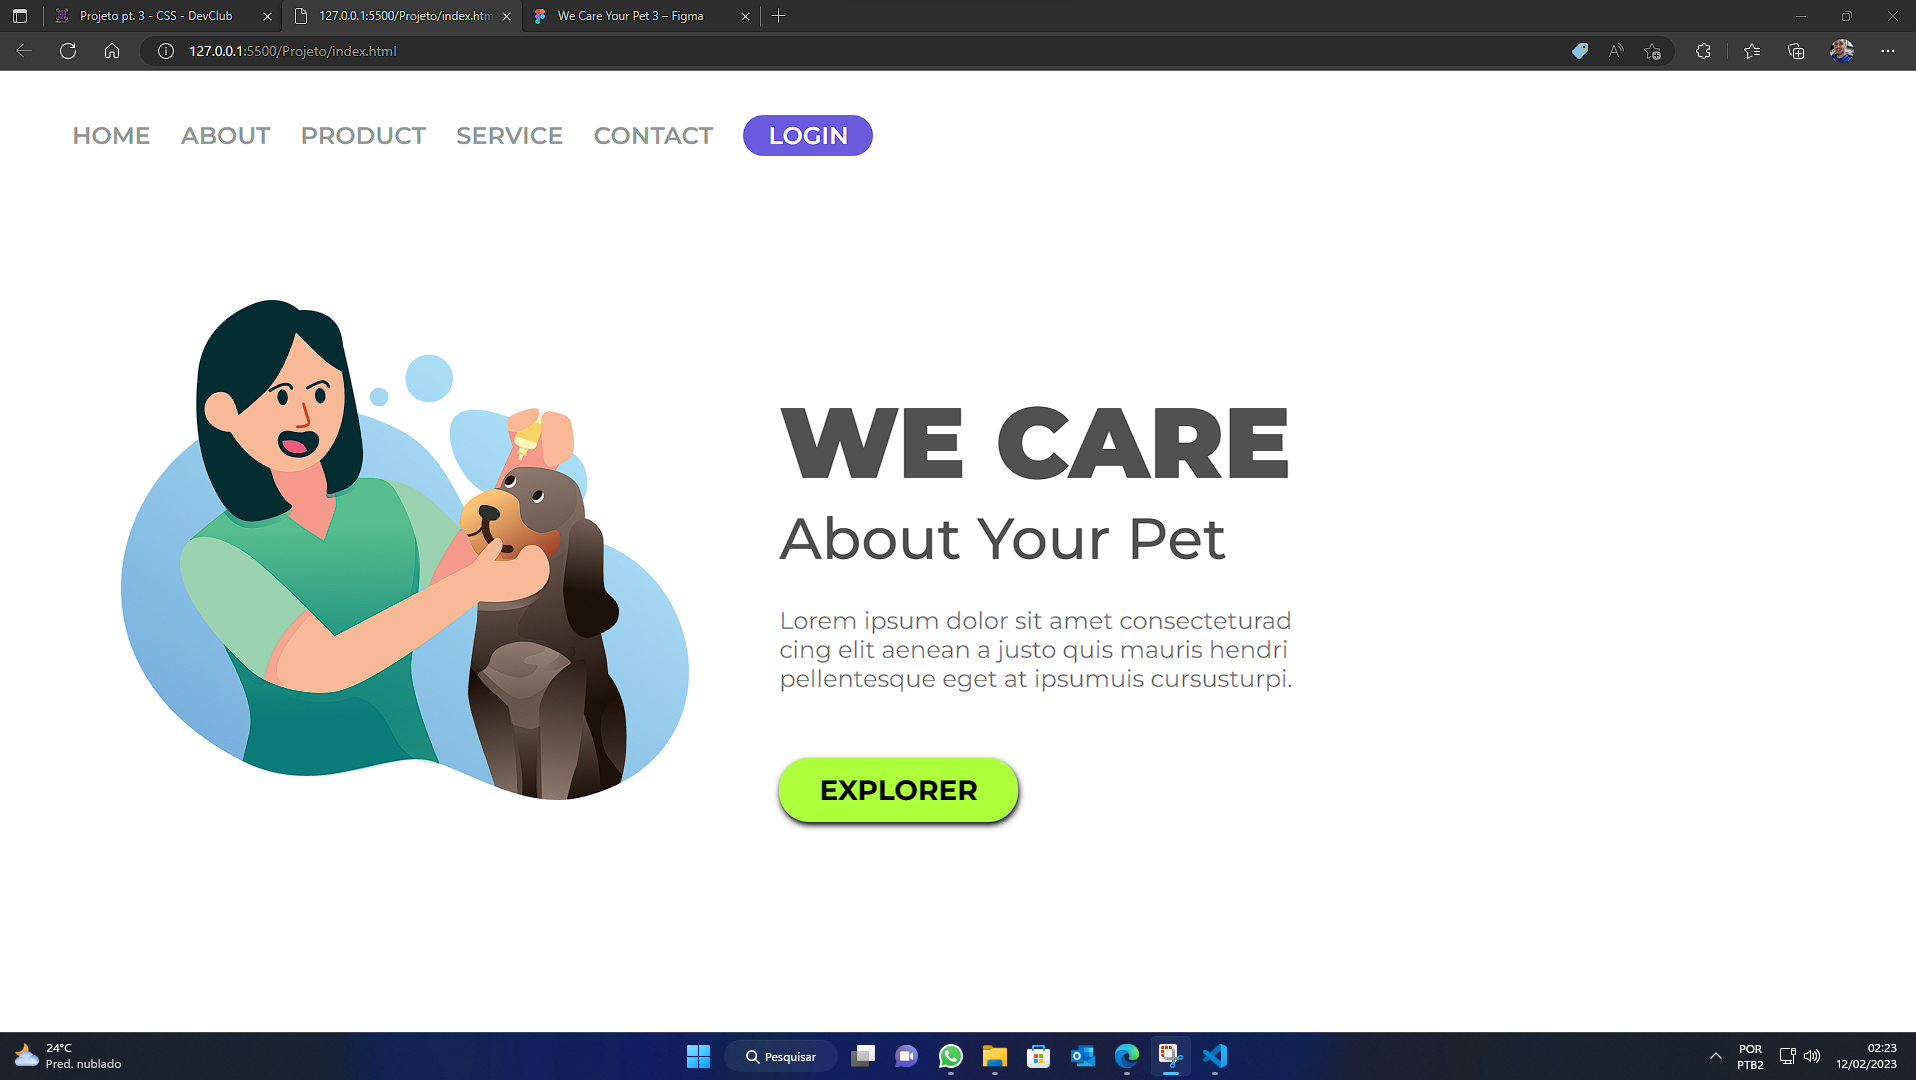 Projeto pt. 3 - CSS - DevClub
127.0.0.1:5500/Projeto/index.htm
We Care Your Pet 3 – Figma
127.0.0.1:5500/Projeto/index.html
HOME ABOUT PRODUCT SERVICE CONTACT LOGIN
WE CARE
About Your Pet
Lorem ipsum dolor sit amet consecteturad
cing elit aenean a justo quis mauris hendri
pellentesque eget at ipsumuis cursusturpi.
EXPLORER
24°C
Pred. nublado
Pesquisar
POR
PTB2
02:23
12/02/2023